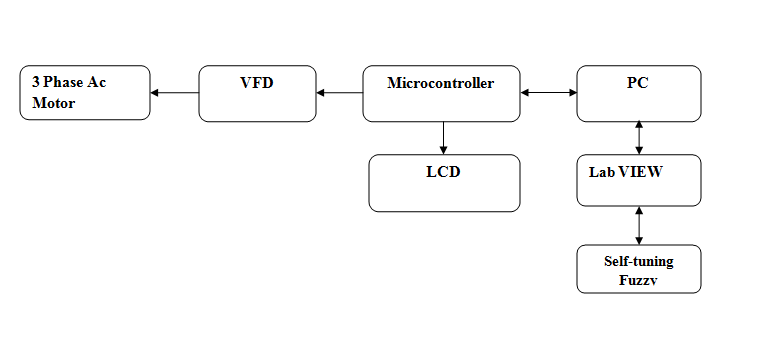 3 Phase Ac
Motor
VFD
Microcontroller
PC
LCD
Lab VIEW
Self-tuning
Fuzzy